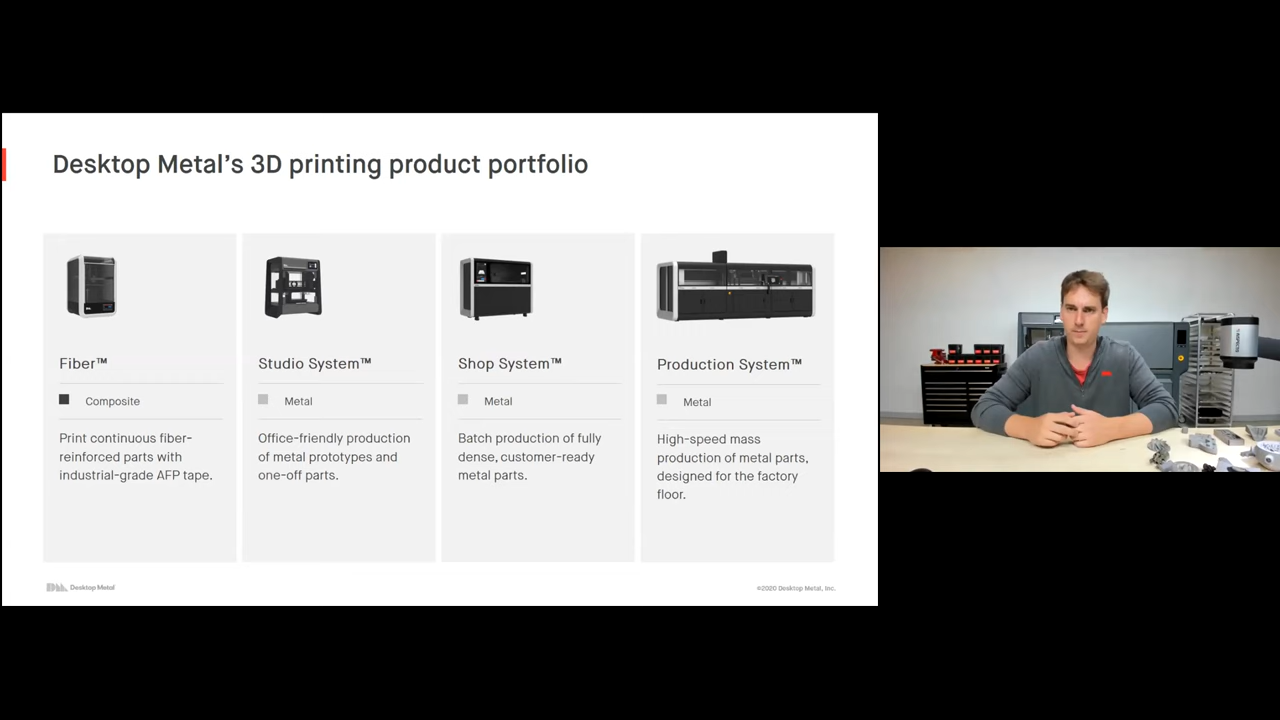 Desktop Metal's 3D printing product portfolio
Fiber™
Composite
Print continuous fiber-
reinforced parts with
industrial-grade AFP tape.
Studio System™
Metal
Office-friendly production
of metal prototypes and
one-off parts.
Shop System™
Metal
Batch production of fully
dense, customer-ready
metal parts.
Production System™
Metal
High-speed mass
production of metal parts,
designed for the factory
floor.
DM Desktop Metal
©2020 Desktop Metal, Inc.